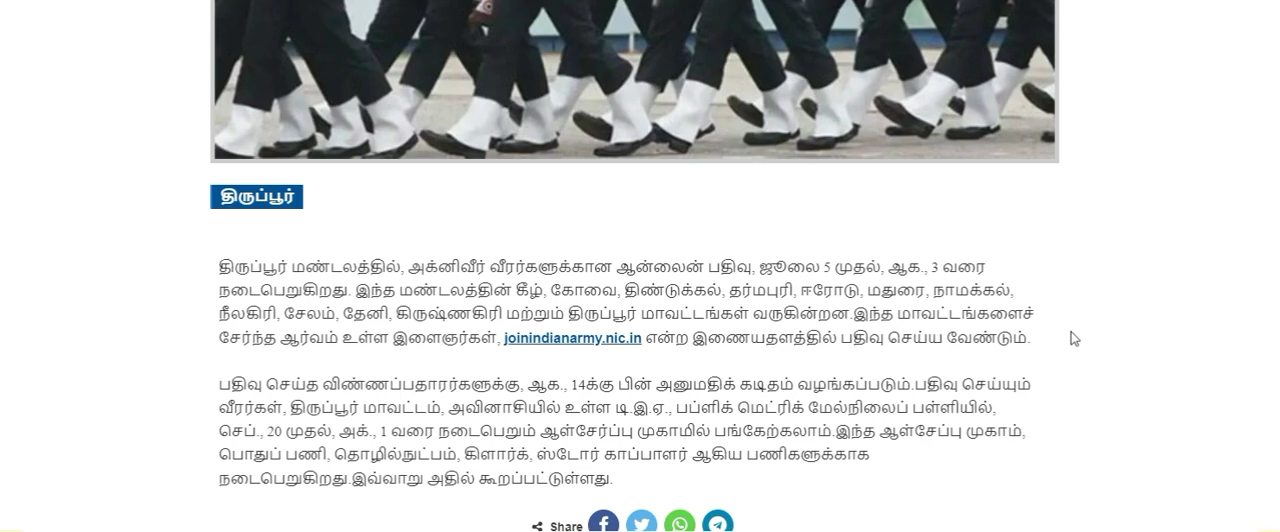 திருப்பூர்
திருப்பூர் மண்டலத்தில், அக்னிவீர் வீரர்களுக்கான ஆன்லைன் பதிவு, ஜூலை 5 முதல், ஆக., 3 வரை
நடைபெறுகிறது. இந்த மண்டலத்தின் கீழ், கோவை, திண்டுக்கல், தர்மபுரி, ஈரோடு, மதுரை, நாமக்கல்,
நீலகிரி, சேலம், தேனி, கிருஷ்ணகிரி மற்றும் திருப்பூர் மாவட்டங்கள் வருகின்றன.இந்த மாவட்டங்களைச்
சேர்ந்த ஆர்வம் உள்ள இளைஞர்கள், joinindianarmy.nic.in என்ற இணையதளத்தில் பதிவு செய்ய வேண்டும்.
பதிவு செய்த விண்ணப்பதாரர்களுக்கு, ஆக., 14க்கு பின் அனுமதிக் கடிதம் வழங்கப்படும்.பதிவு செய்யும்
வீரர்கள், திருப்பூர் மாவட்டம், அவினாசியில் உள்ள டி.இ.ஏ., பப்ளிக் மெட்ரிக் மேல்நிலைப் பள்ளியில்,
செப்., 20 முதல், அக்., 1 வரை நடைபெறும் ஆள்சேர்ப்பு முகாமில் பங்கேற்கலாம்.இந்த ஆள்சேப்பு முகாம்,
பொதுப் பணி, தொழில்நுட்பம், கிளார்க், ஸ்டோர் காப்பாளர் ஆகிய பணிகளுக்காக
நடைபெறுகிறது.இவ்வாறு அதில் கூறப்பட்டுள்ளது.
Share